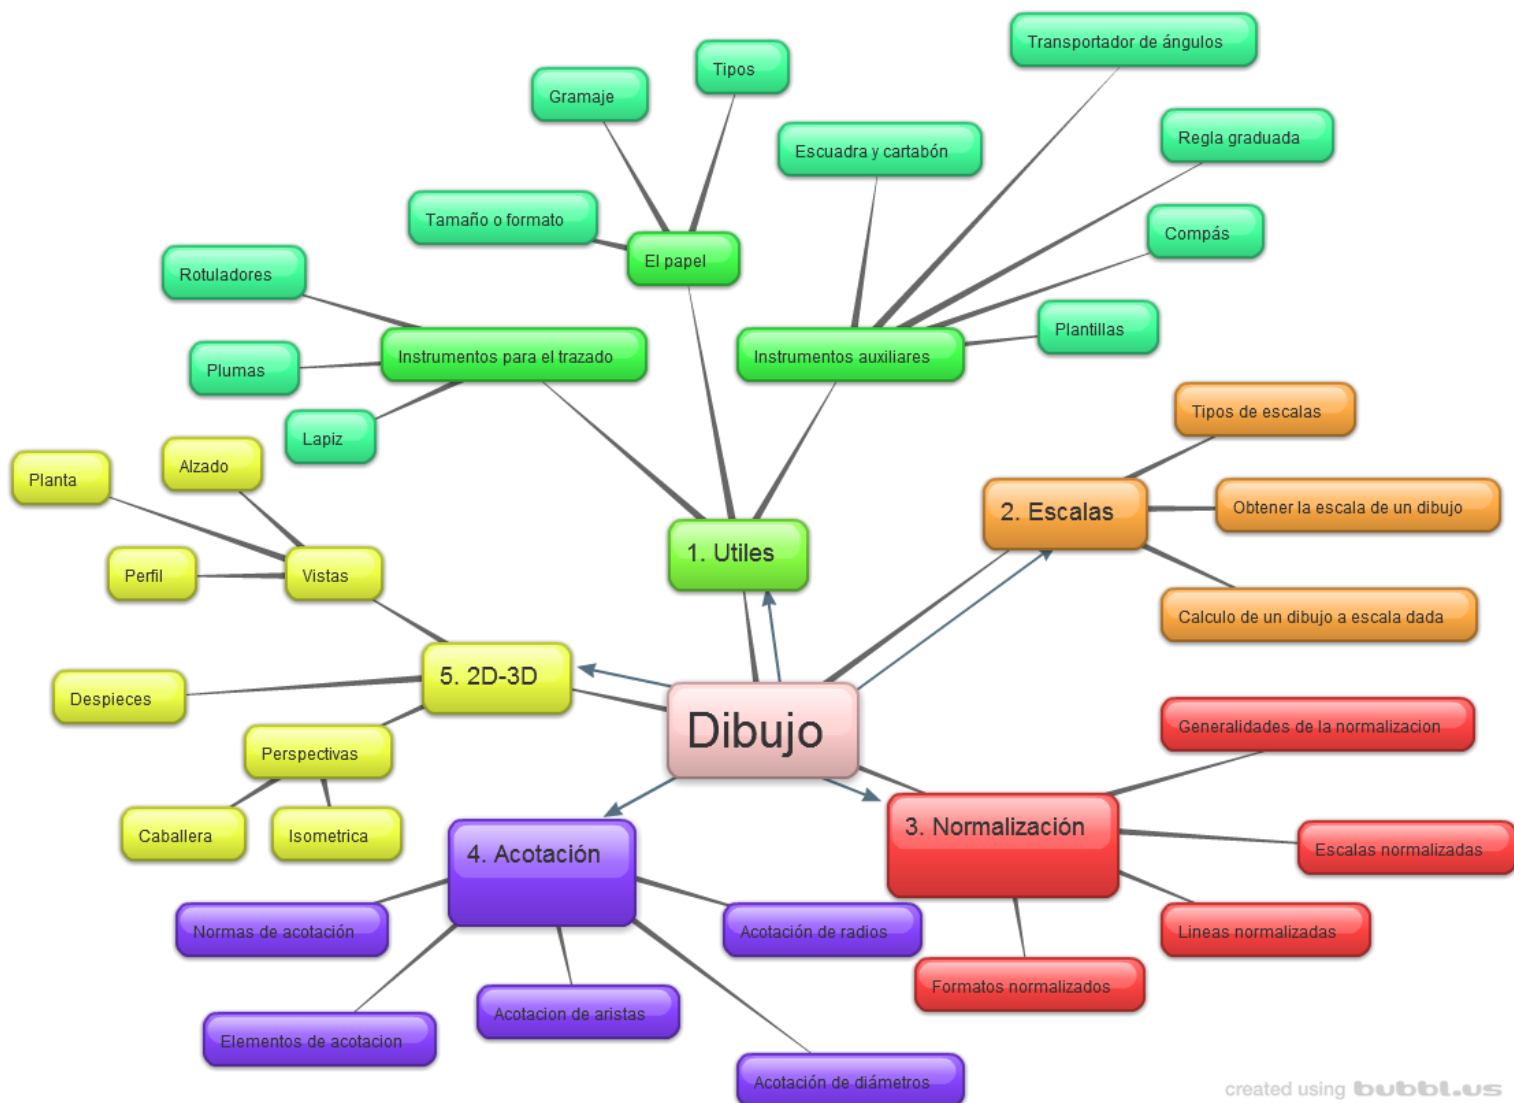 Transportador de ángulos
Tipos
Gramaje
Regla graduada
Escuadra y cartabón
Tamaño o formato
Compás
El papel
Rotuladores
Plantillas
Instrumentos para el trazado
Instrumentos auxiliares
Plumas
Lapiz
Tipos de escalas
Alzado
Planta
2. Escalas
Obtener la escala de un dibujo
1. Utiles
Perfil
Vistas
Calculo de un dibujo a escala dada
5. 2D-3D
Despieces
Dibujo
Generalidades de la normalizacion
Perspectivas
Caballera
Isometrica
3. Normalización
Escalas normalizadas
4. Acotación
Normas de acotación
Acotación de radios
Lineas normalizadas
Formatos normalizados
Acotacion de aristas
Elementos de acotacion
Acotación de diámetros
created using bubbl.us